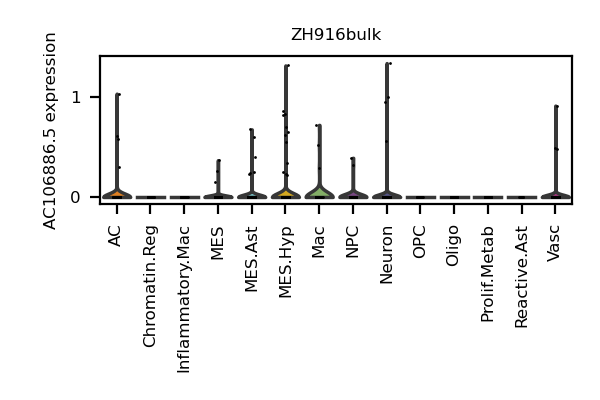 ZH916bulk
AC106886.5 expression
1
0
AC
Chromatin.Reg
Inflammatory.Mac
MES
MES.Ast
MES.Hyp
Mac
NPC
Neuron
OPC
Oligo
Prolif.Metab
Reactive.Ast
Vasc